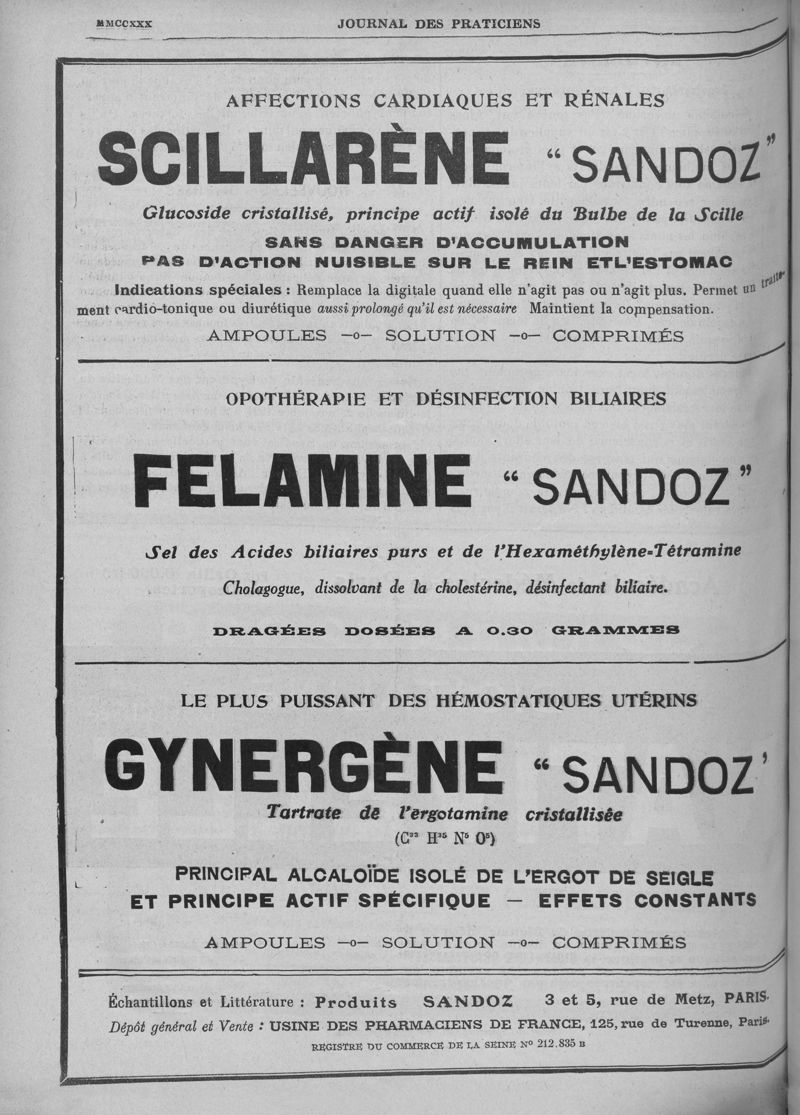 MMCCXXX
JOURNAL DES PRATICIENS
AFFECTIONS CARDIAQUES ET RÉNALES
SCILLARÈNE “SANDOZ”
Glucoside cristallisé, principe actif isolé du Bulbe de la Scille
SANS DANGER D'ACCUMULATION
PAS D'ACTION NUISIBLE SUR LE REIN ETL'ESTOMAC
Indications spéciales : Remplace la digitale quand elle n'agit pas ou n'agit plus. Permet un traite-
ment cardio-tonique ou diurétique aussi prolongé qu'il est nécessaire Maintient la compensation.
AMPOULES —o— SOLUTION —o— COMPRIMÉS
OPOTHÉRAPIE ET DÉSINFECTION BILIAIRES
FELAMINE “SANDOZ”
Sel des Acides biliaires purs et de l'Hexaméthylène=Tétramine
Cholagogue, dissolvant de la cholestérine, désinfectant biliaire.
DRAGÉES DOSÉES A 0.30 GRAMMES
LE PLUS PUISSANT DES HÉMOSTATIQUES UTÉRINS
GYNERGÈNE “SANDOZ’
Tartrate de l'ergotamine cristallisée
(C³³ H³⁵ N⁵ O⁵)
PRINCIPAL ALCALOÏDE ISOLÉ DE L'ERGOT DE SEIGLE
ET PRINCIPE ACTIF SPÉCIFIQUE — EFFETS CONSTANTS
AMPOULES —o— SOLUTION —o— COMPRIMÉS
Échantillons et Littérature : Produits SANDOZ 3 et 5, rue de Metz, PARIS.
Dépôt général et Vente : USINE DES PHARMACIENS DE FRANCE, 125, rue de Turenne, Paris.
REGISTRE DU COMMERCE DE LA SEINE Nº 212.835 B